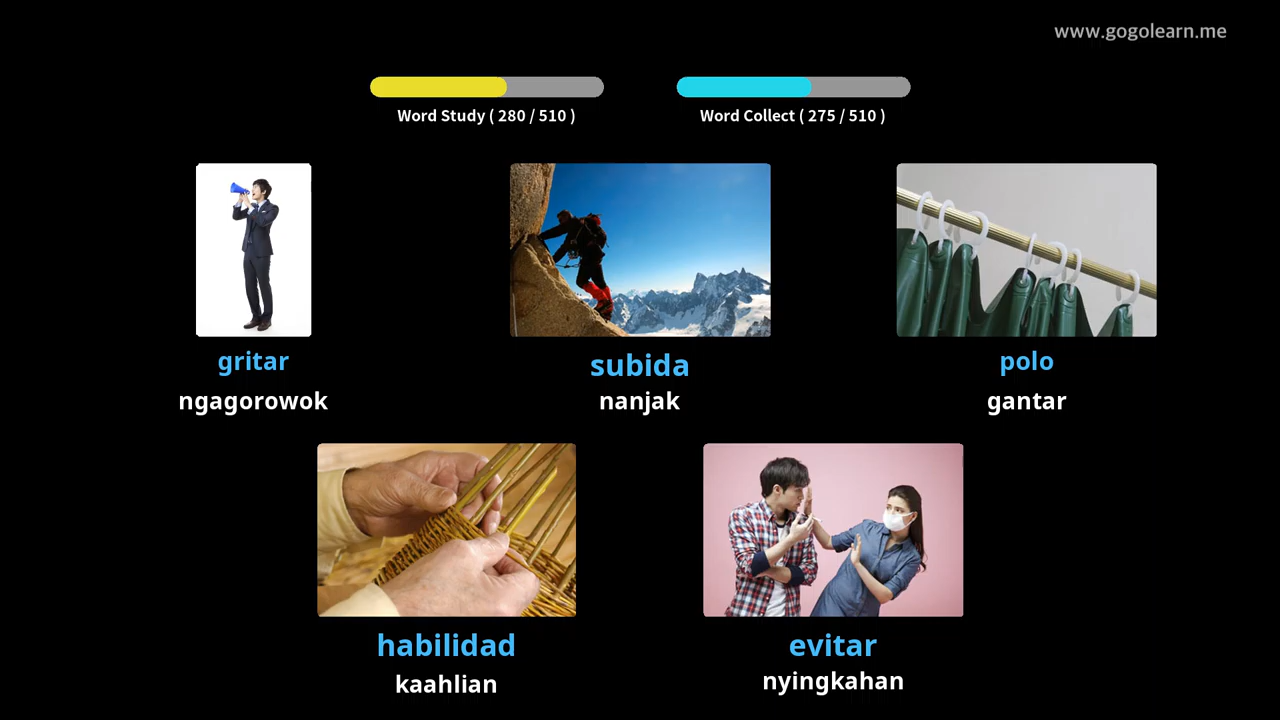 www.gogolearn.me
Word Study ( 280 / 510 )
Word Collect ( 275 / 510 )
gritar
ngagorowok
subida
nanjak
polo
gantar
habilidad
kaahlian
evitar
nyingkahan